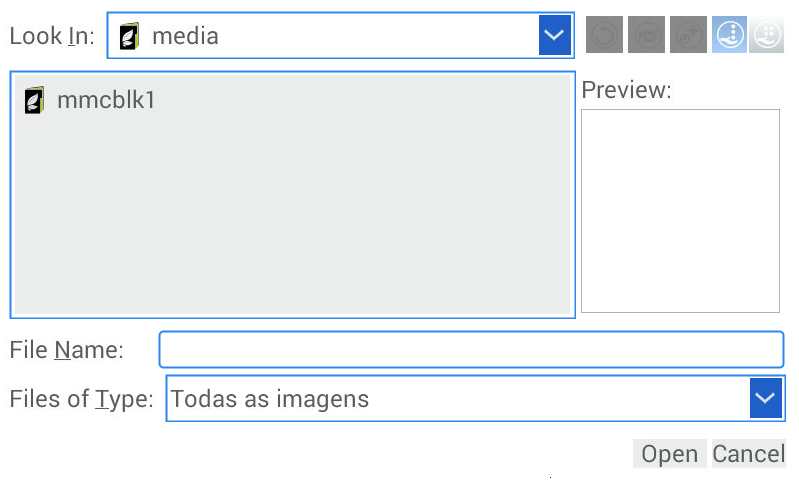 Look In: media
mmcblk1
Preview:
File Name:
Files of Type: Todas as imagens
Open Cancel